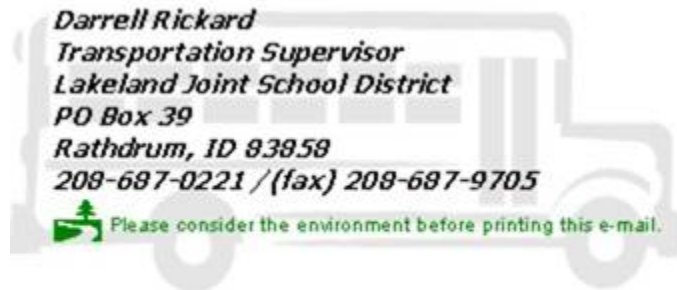 Darrell Rickard
Transportation Supervisor
Lakeland Joint School District
PO Box 39
Rathdrum, ID 83858
208-687-0221 / (fax) 208-687-9705
Please consider the environment before printing this e-mail.